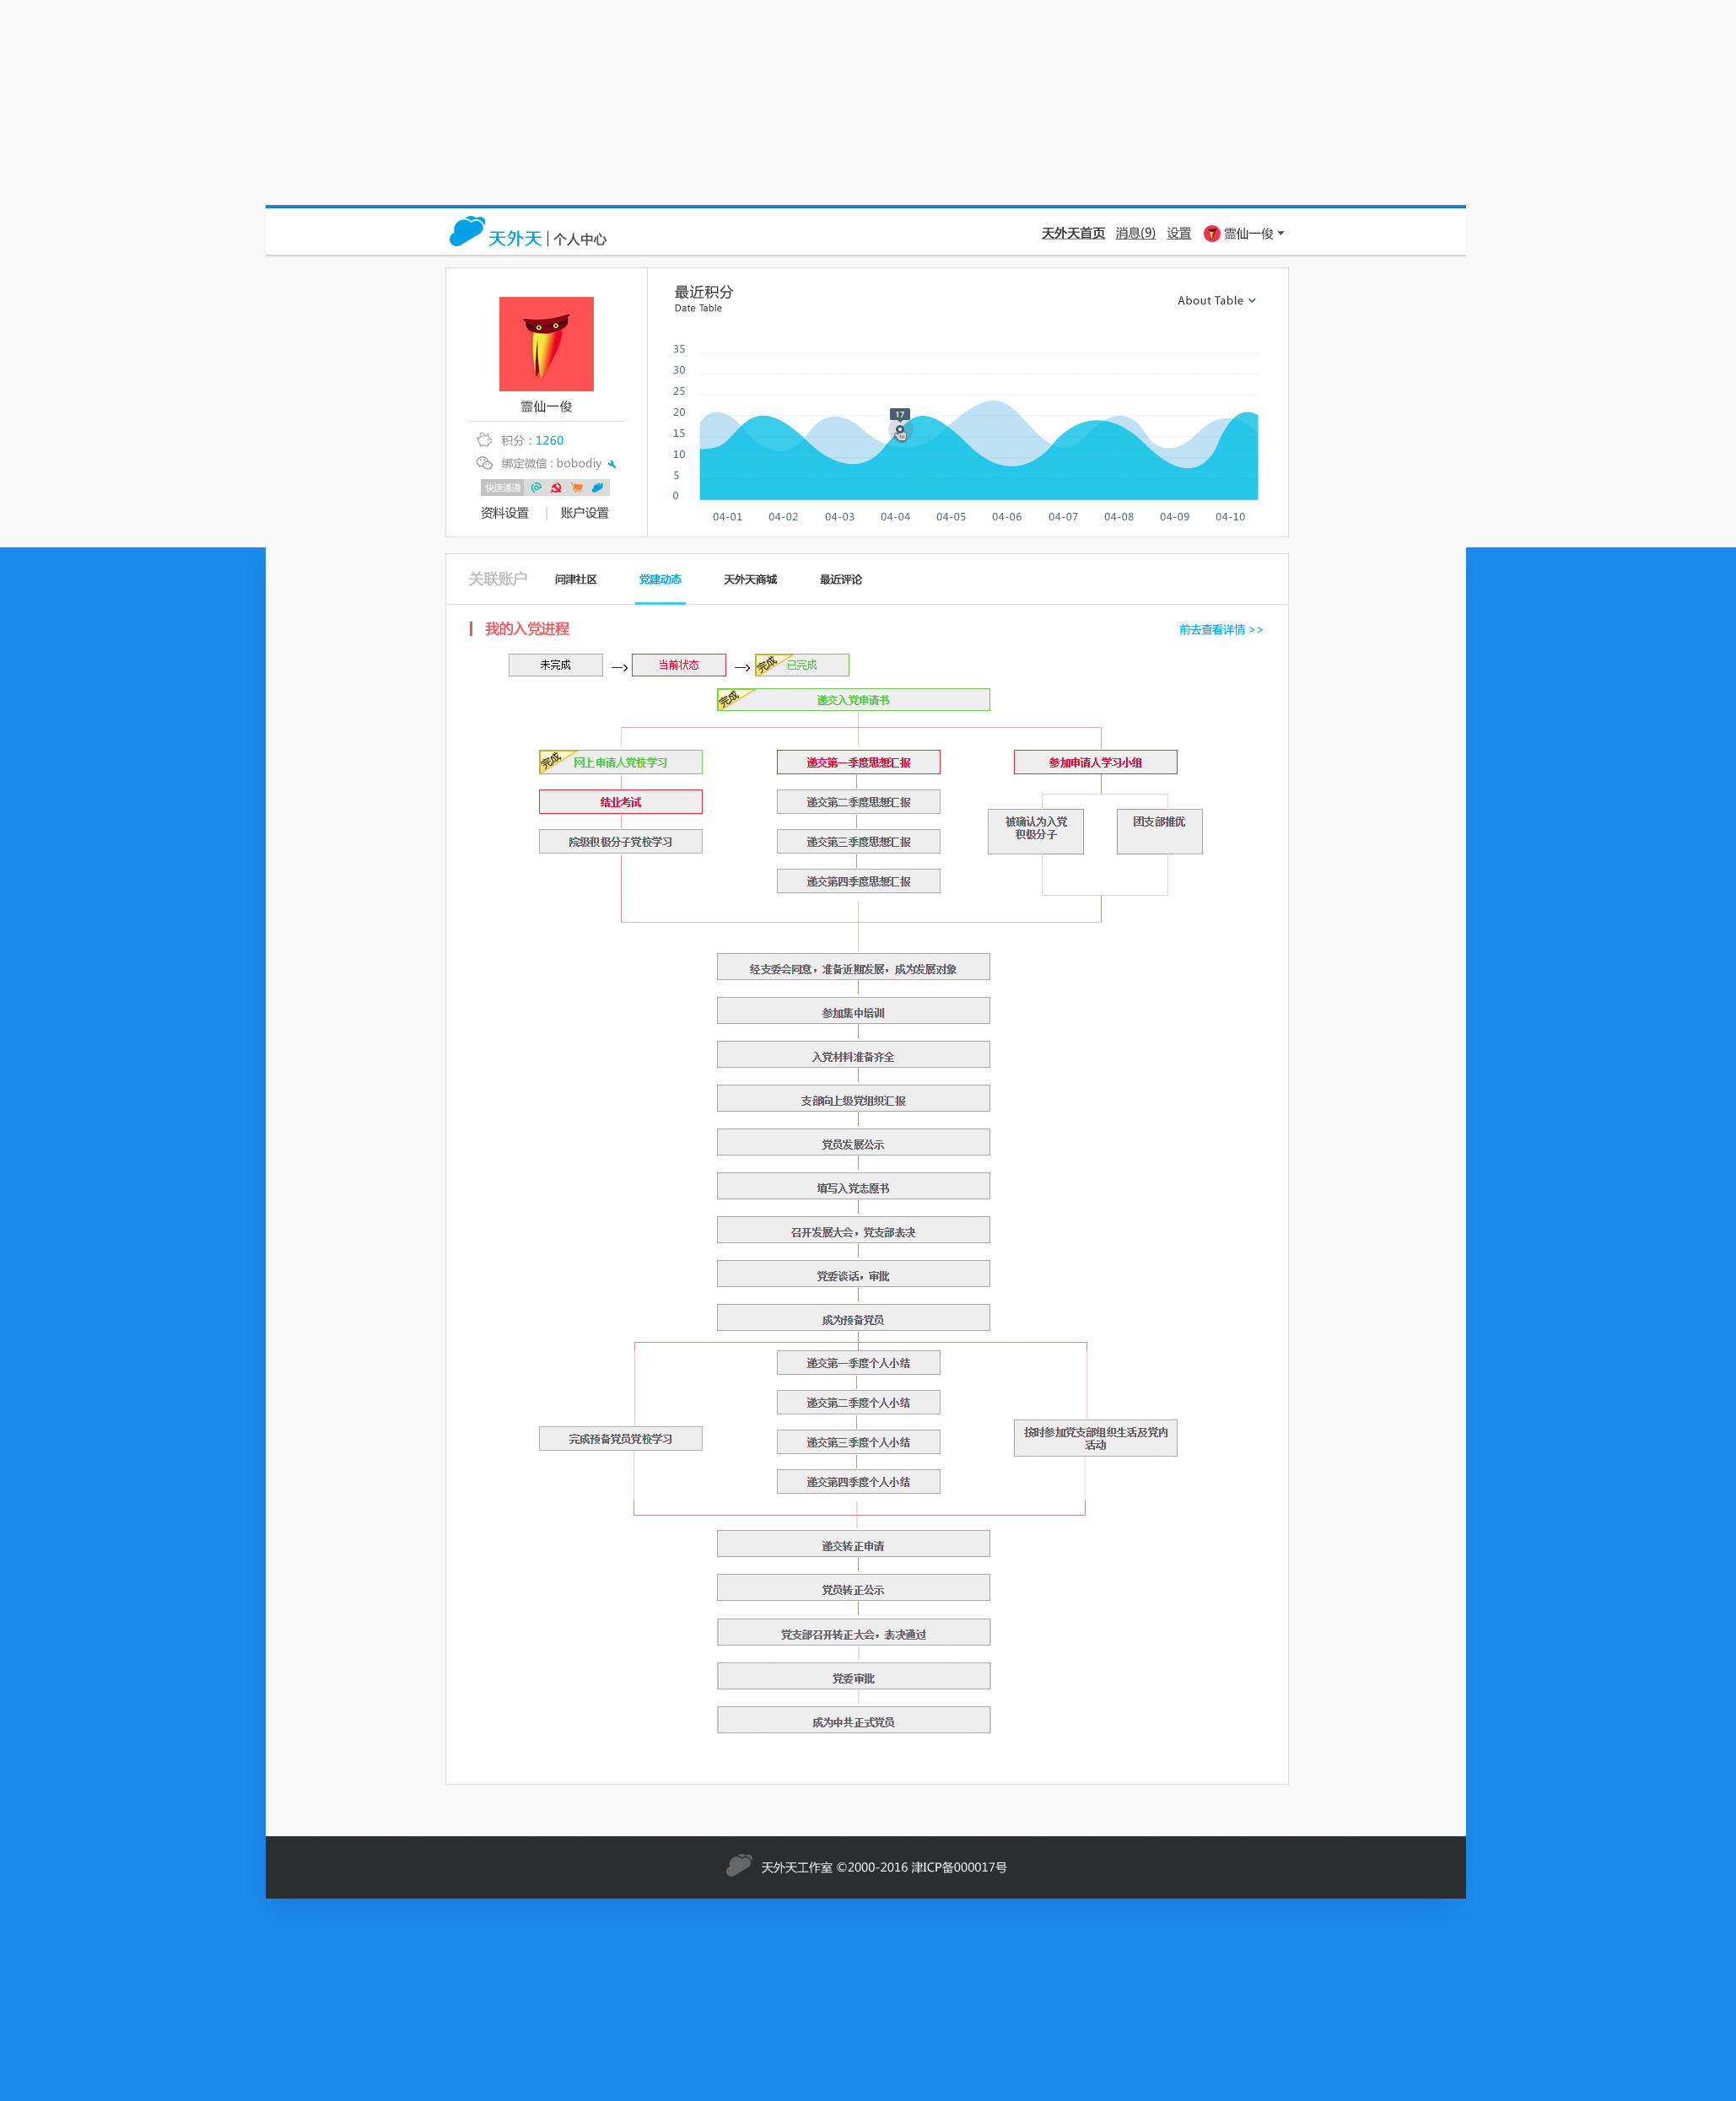 天外天 | 个人中心
天外天首页 消息(9) 设置 霊仙一俊
霊仙一俊
积分 : 1260
绑定微信 : bobodiy
快速通道
资料设置 | 账户设置
最近积分
Date Table
About Table
35
30
25
20
15
10
5
0
17
04-01 04-02 04-03 04-04 04-05 04-06 04-07 04-08 04-09 04-10
关联账户 问津社区 党建动态 天外天商城 最近评论
我的入党进程
前去查看详情 >>
未完成 当前状态 完成 已完成
完成 递交入党申请书
完成 网上申请人党校学习 递交第一季度思想汇报 参加申请人学习小组
结业考试 递交第二季度思想汇报
被确认为入党
积极分子
团支部推优
院级积极分子党校学习 递交第三季度思想汇报
递交第四季度思想汇报
经支委会同意，准备近期发展，成为发展对象
参加集中培训
入党材料准备齐全
支部向上级党组织汇报
党员发展公示
填写入党志愿书
召开发展大会，党支部表决
党委谈话，审批
成为预备党员
递交第一季度个人小结
递交第二季度个人小结
完成预备党员党校学习
按时参加党支部组织生活及党内
活动
递交第三季度个人小结
递交第四季度个人小结
递交转正申请
党员转正公示
党支部召开转正大会，表决通过
党委审批
成为中共正式党员
天外天工作室 ©2000-2016 津ICP备000017号